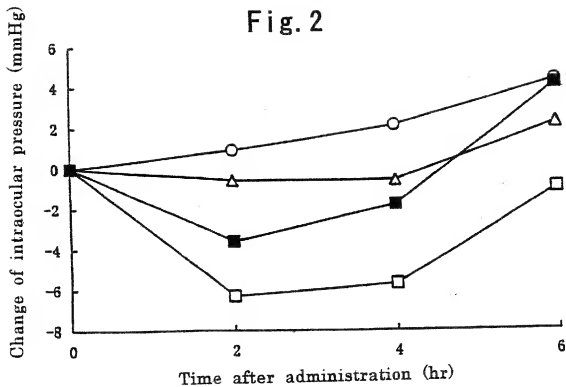 Fig. 2
Change of intraocular pressure (mmHg)
6
4
2
0
-2
-4
-6
-8
0 2 4 6
Time after administration (hr)